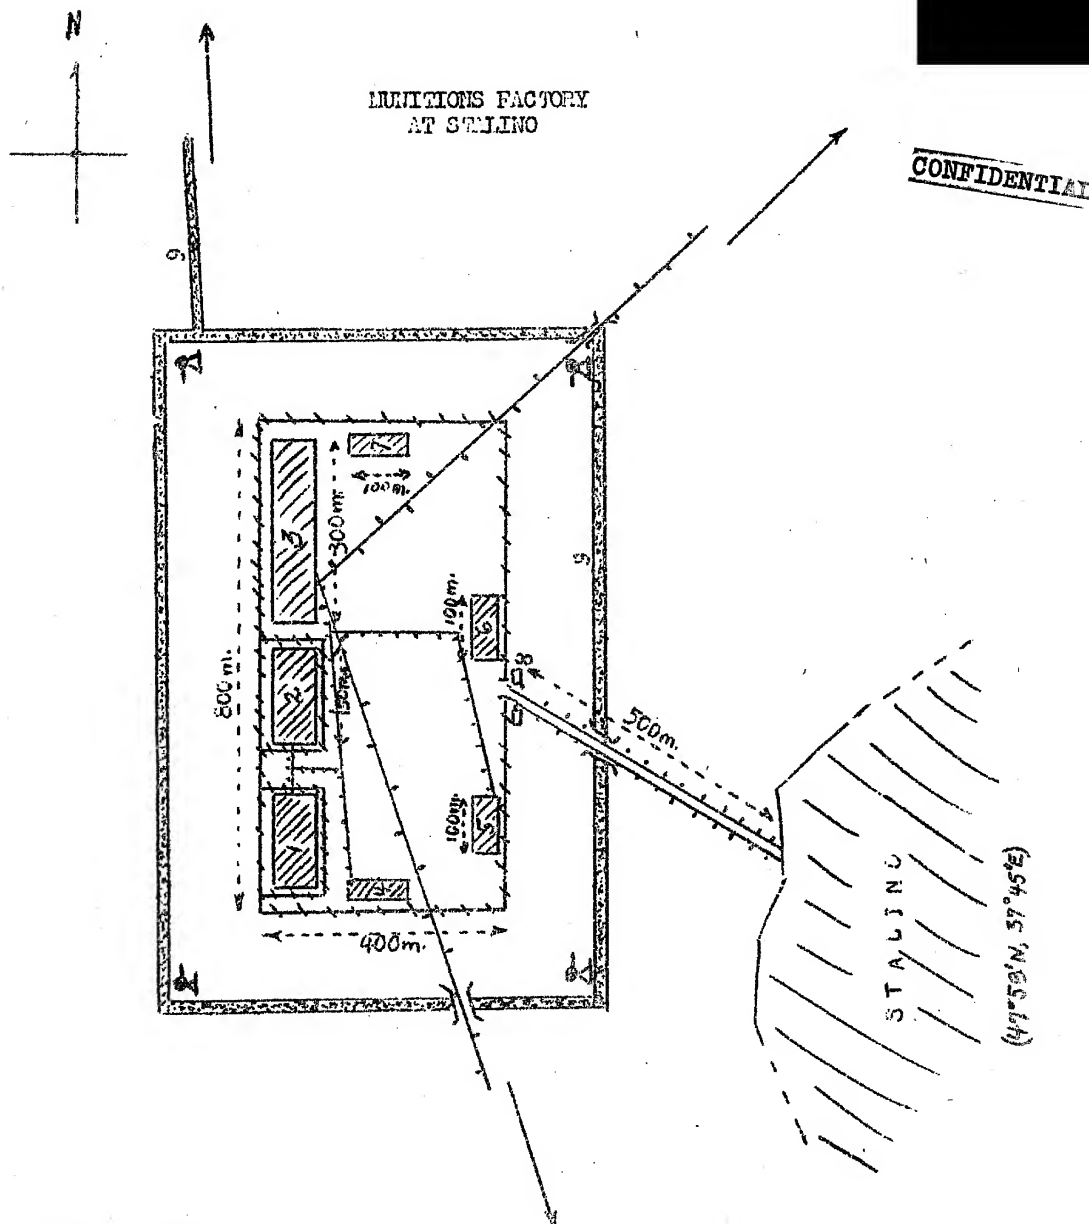 N
MUNITIONS FACTORY
AT STALINO
CONFIDENTIAL
9
7
100m.
3
300m.
9
100m.
6
800m.
2
150m.
8
500m.
1
100m.
5
4
400m.
STALINO
(47°58'N, 37°45'E)